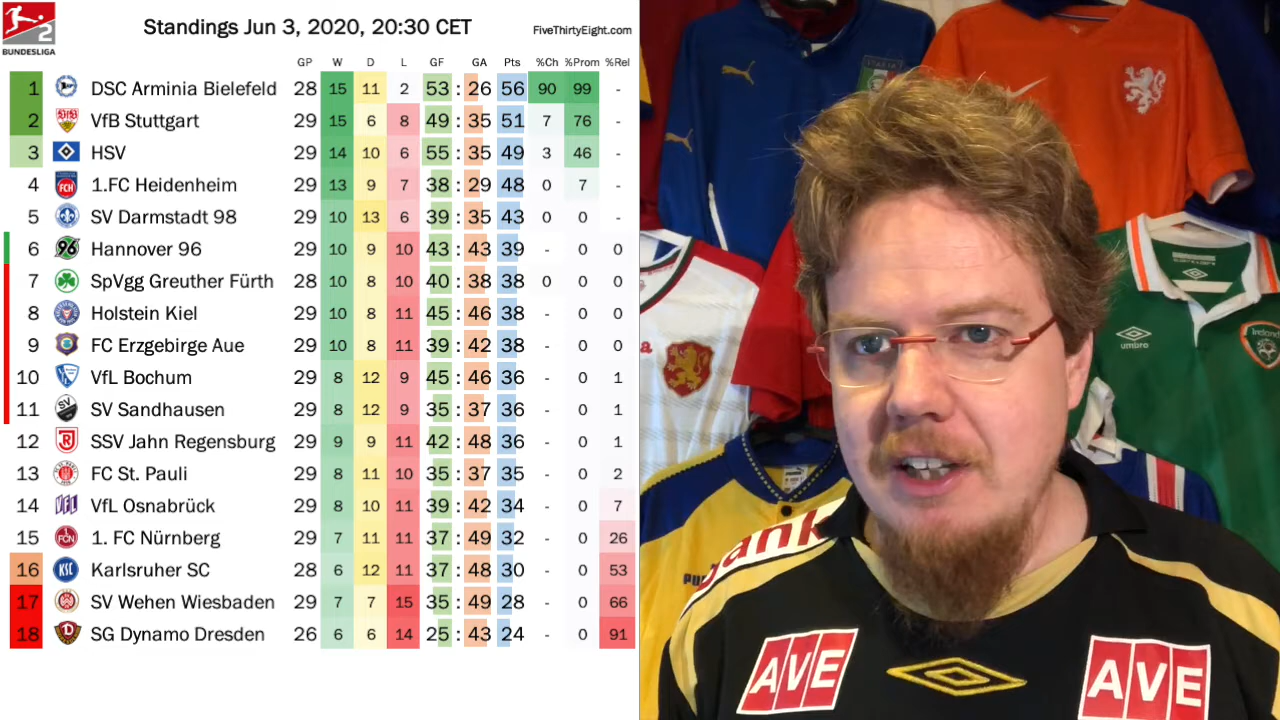 2
BUNDESLIGA
Standings Jun 3, 2020, 20:30 CET
FiveThirtyEight.com
GP W D L GF GA Pts %Ch %Prom %Rel
1 DSC Arminia Bielefeld 28 15 11 2 53 : 26 56 90 99 -
2 VfB Stuttgart 29 15 6 8 49 : 35 51 7 76 -
3 HSV 29 14 10 6 55 : 35 49 3 46 -
4 1.FC Heidenheim 29 13 9 7 38 : 29 48 0 7 -
5 SV Darmstadt 98 29 10 13 6 39 : 35 43 0 0 -
6 Hannover 96 29 10 9 10 43 : 43 39 - 0 0
7 SpVgg Greuther Fürth 28 10 8 10 40 : 38 38 0 0 0
8 Holstein Kiel 29 10 8 11 45 : 46 38 - 0 0
9 FC Erzgebirge Aue 29 10 8 11 39 : 42 38 - 0 0
10 VfL Bochum 29 8 12 9 45 : 46 36 - 0 1
11 SV Sandhausen 29 8 12 9 35 : 37 36 - 0 1
12 SSV Jahn Regensburg 29 9 9 11 42 : 48 36 - 0 1
13 FC St. Pauli 29 8 11 10 35 : 37 35 - 0 2
14 VfL Osnabrück 29 8 10 11 39 : 42 34 - 0 7
15 1. FC Nürnberg 29 7 11 11 37 : 49 32 - 0 26
16 Karlsruher SC 28 6 12 11 37 : 48 30 - 0 53
17 SV Wehen Wiesbaden 29 7 7 15 35 : 49 28 - 0 66
18 SG Dynamo Dresden 26 6 6 14 25 : 43 24 - 0 91
umbro
Ireland
bank
AVE
AVE